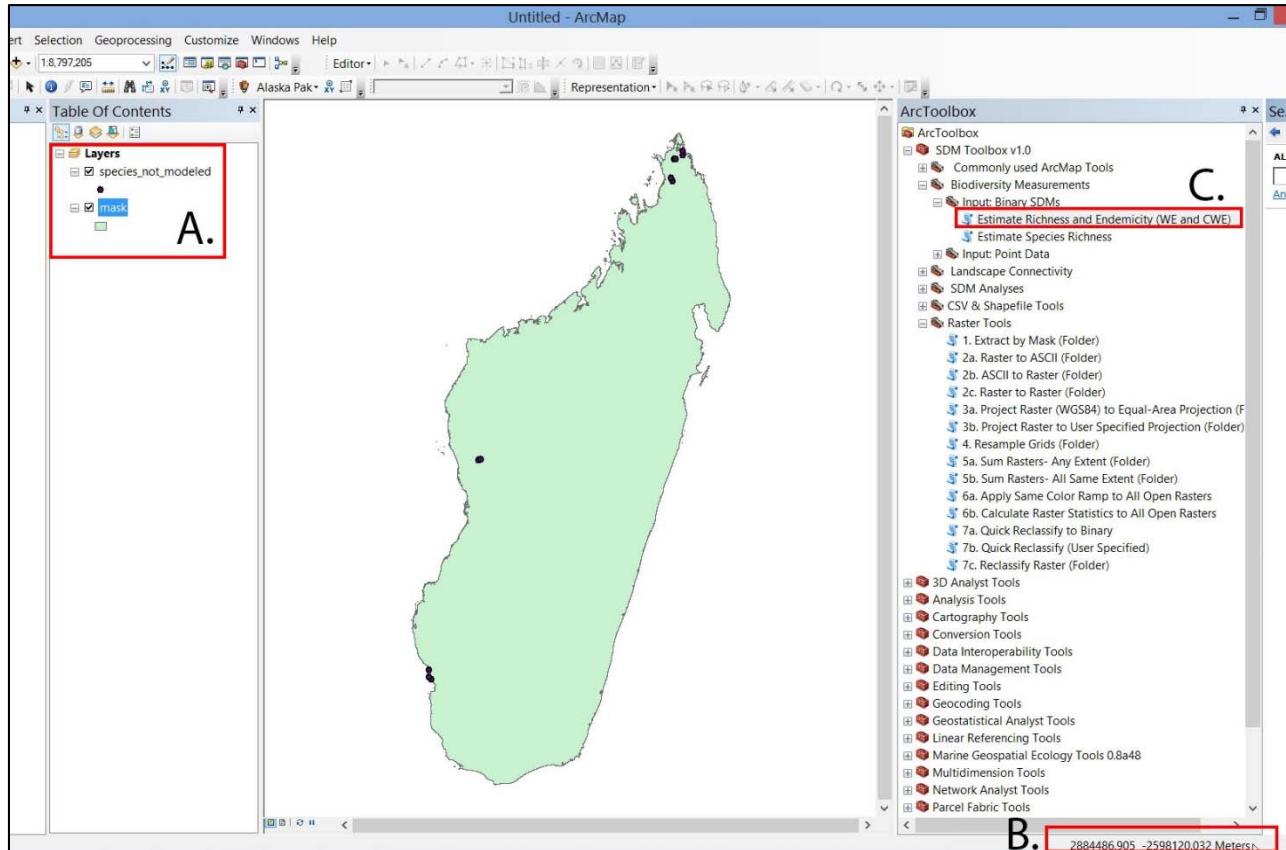 Untitled - ArcMap
ert Selection Geoprocessing Customize Windows Help
1:8,797,205 Editor
Alaska Pak Representation
Table Of Contents
Layers
species_not_modeled
mask
A.
ArcToolbox
ArcToolbox
SDM Toolbox v1.0
Commonly used ArcMap Tools
Biodiversity Measurements
C.
Input: Binary SDMs
Estimate Richness and Endemicity (WE and CWE)
Estimate Species Richness
Input: Point Data
Landscape Connectivity
SDM Analyses
CSV & Shapefile Tools
Raster Tools
1. Extract by Mask (Folder)
2a. Raster to ASCII (Folder)
2b. ASCII to Raster (Folder)
2c. Raster to Raster (Folder)
3a. Project Raster (WGS84) to Equal-Area Projection (F
3b. Project Raster to User Specified Projection (Folder)
4. Resample Grids (Folder)
5a. Sum Rasters- Any Extent (Folder)
5b. Sum Rasters- All Same Extent (Folder)
6a. Apply Same Color Ramp to All Open Rasters
6b. Calculate Raster Statistics to All Open Rasters
7a. Quick Reclassify to Binary
7b. Quick Reclassify (User Specified)
7c. Reclassify Raster (Folder)
3D Analyst Tools
Analysis Tools
Cartography Tools
Conversion Tools
Data Interoperability Tools
Data Management Tools
Editing Tools
Geocoding Tools
Geostatistical Analyst Tools
Linear Referencing Tools
Marine Geospatial Ecology Tools 0.8a48
Multidimension Tools
Network Analyst Tools
Parcel Fabric Tools
Sea
AL
An
B.
2884486.905 -2598120.032 Meters